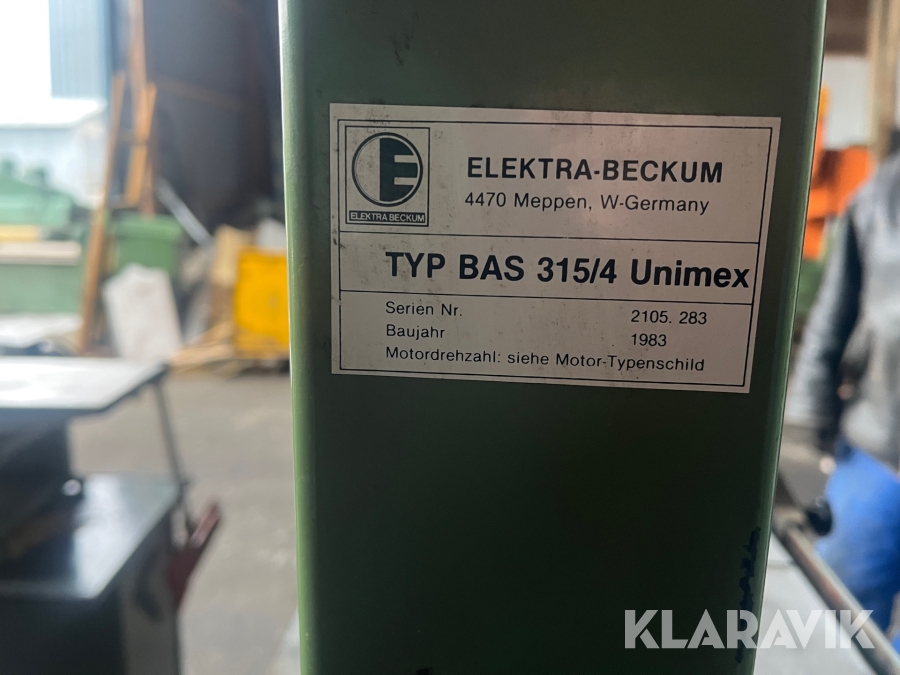 E
ELEKTRA BECKUM
ELEKTRA-BECKUM
4470 Meppen, W-Germany
TYP BAS 315/4 Unimex
Serien Nr. 2105. 283
Baujahr 1983
Motordrehzahl: siehe Motor-Typenschild
KLARAVIK